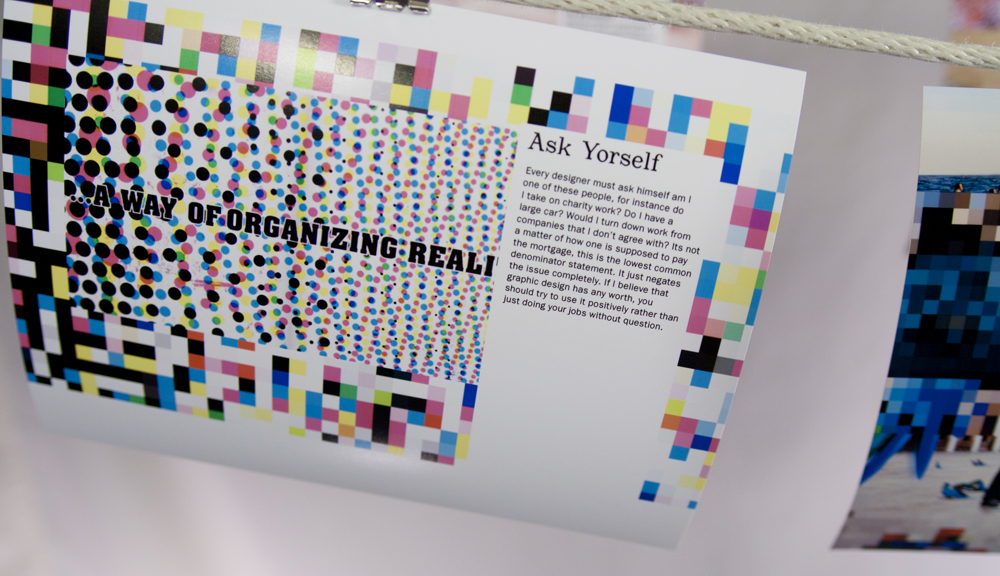 ...A WAY OF ORGANIZING REALI
Ask Yorself
Every designer must ask himself am I
one of these people, for instance do
I take on charity work? Do I have a
large car? Would I turn down work from
companies that I don't agree with? Its not
a matter of how one is supposed to pay
the mortgage, this is the lowest common
denominator statement. It just negates
the issue completely. If I believe that
graphic design has any worth, you
should try to use it positively rather than
just doing your jobs without question.